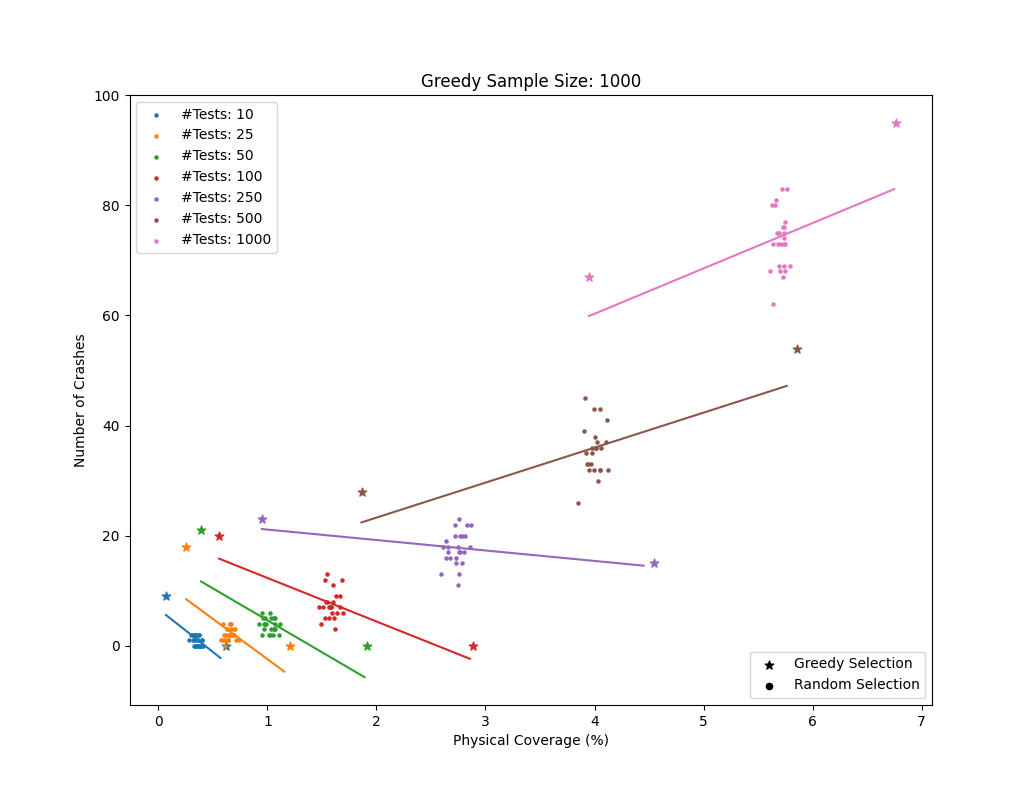 Greedy Sample Size: 1000
#Tests: 10
#Tests: 25
#Tests: 50
#Tests: 100
#Tests: 250
#Tests: 500
#Tests: 1000
100
80
60
40
20
0
Number of Crashes
Greedy Selection
Random Selection
0 1 2 3 4 5 6 7
Physical Coverage (%)